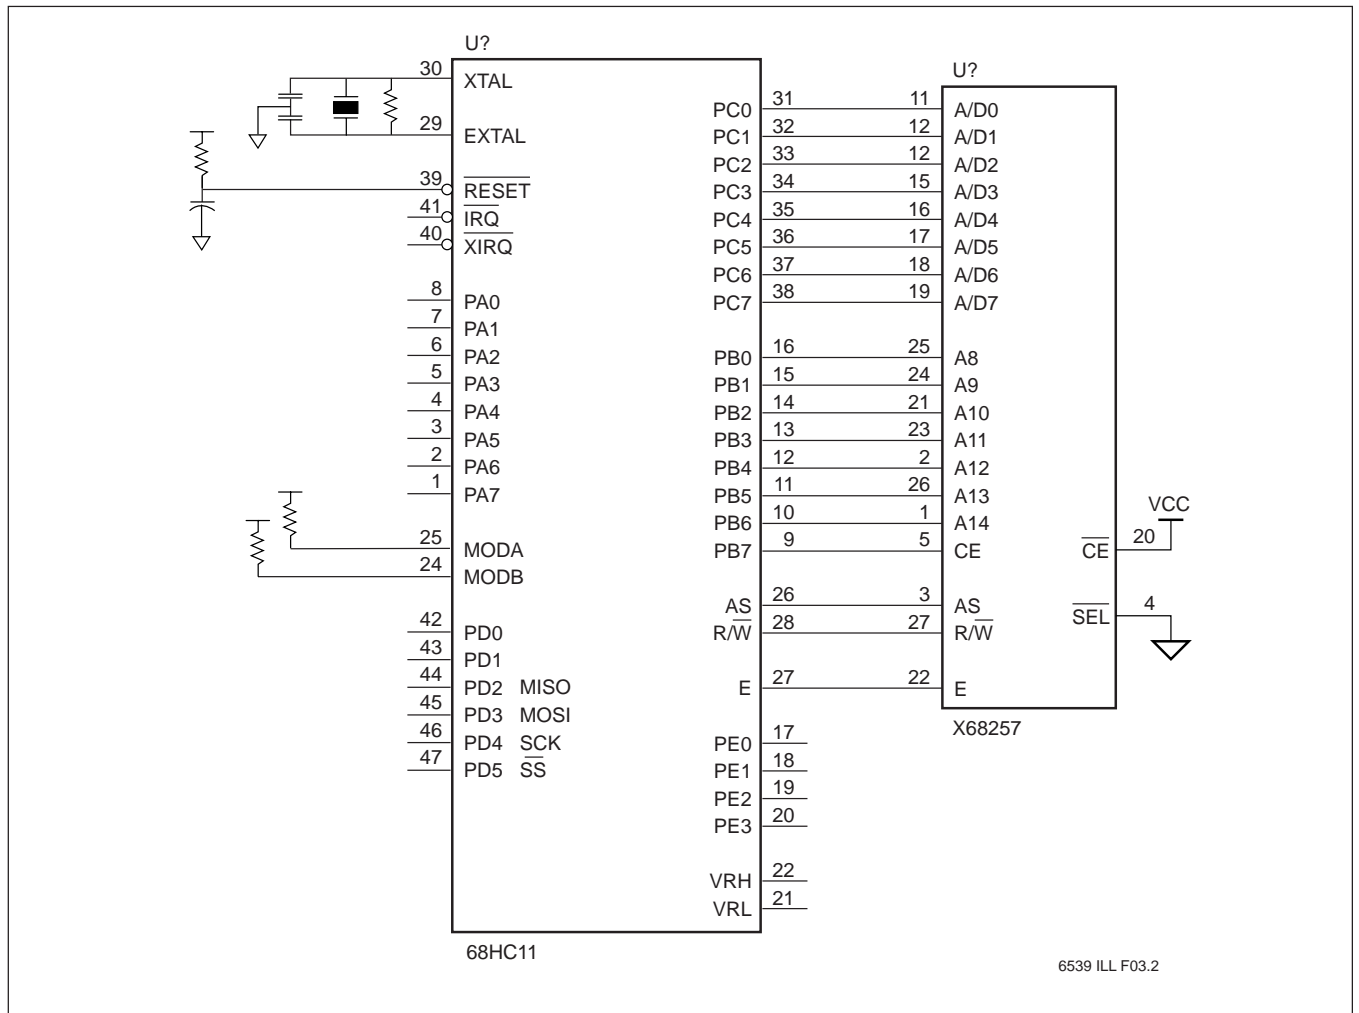 U?
30 XTAL
29 EXTAL
39 RESET
41 IRQ
40 XIRQ
8 PA0
7 PA1
6 PA2
5 PA3
4 PA4
3 PA5
2 PA6
1 PA7
25 MODA
24 MODB
42 PD0
43 PD1
44 PD2 MISO
45 PD3 MOSI
46 PD4 SCK
47 PD5 SS
PC0 31
PC1 32
PC2 33
PC3 34
PC4 35
PC5 36
PC6 37
PC7 38
PB0 16
PB1 15
PB2 14
PB3 13
PB4 12
PB5 11
PB6 10
PB7 9
AS 26
R/W 28
E 27
PE0 17
PE1 18
PE2 19
PE3 20
VRH 22
VRL 21
68HC11
U?
11 A/D0
12 A/D1
12 A/D2
15 A/D3
16 A/D4
17 A/D5
18 A/D6
19 A/D7
25 A8
24 A9
21 A10
23 A11
2 A12
26 A13
1 A14
5 CE
3 AS
27 R/W
22 E
VCC
CE 20
SEL 4
X68257
6539 ILL F03.2